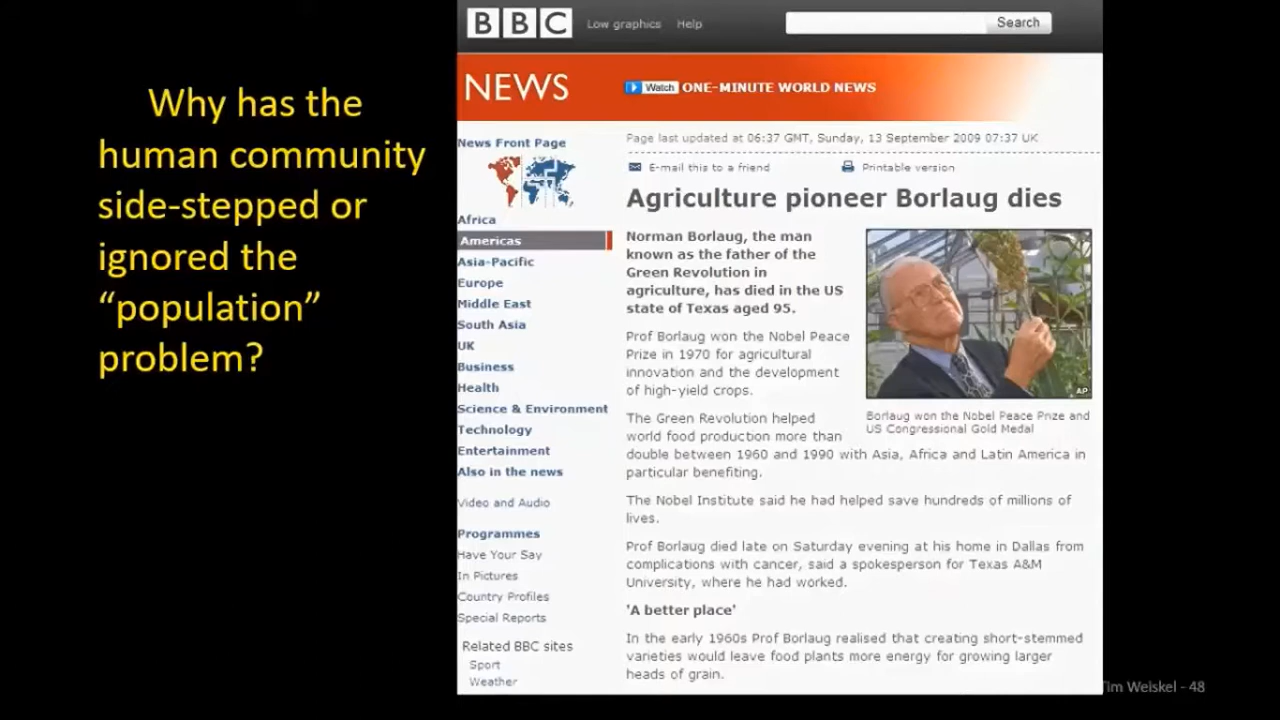 Why has the
human community
side-stepped or
ignored the
“population”
problem?
BBC
Low graphics
Help
Search
NEWS
Watch ONE-MINUTE WORLD NEWS
News Front Page
Africa
Americas
Asia-Pacific
Europe
Middle East
South Asia
UK
Business
Health
Science & Environment
Technology
Entertainment
Also in the news
Video and Audio
Programmes
Have Your Say
In Pictures
Country Profiles
Special Reports
Related BBC sites
Sport
Weather
Page last updated at 06:37 GMT, Sunday, 13 September 2009 07:37 UK
E-mail this to a friend
Printable version
Agriculture pioneer Borlaug dies
Norman Borlaug, the man
known as the father of the
Green Revolution in
agriculture, has died in the US
state of Texas aged 95.
Prof Borlaug won the Nobel Peace
Prize in 1970 for agricultural
innovation and the development
of high-yield crops.
AP
Borlaug won the Nobel Peace Prize and
US Congressional Gold Medal
The Green Revolution helped
world food production more than
double between 1960 and 1990 with Asia, Africa and Latin America in
particular benefiting.
The Nobel Institute said he had helped save hundreds of millions of
lives.
Prof Borlaug died late on Saturday evening at his home in Dallas from
complications with cancer, said a spokesperson for Texas A&M
University, where he had worked.
'A better place'
In the early 1960s Prof Borlaug realised that creating short-stemmed
varieties would leave food plants more energy for growing larger
heads of grain.
Tim Weiskel - 48